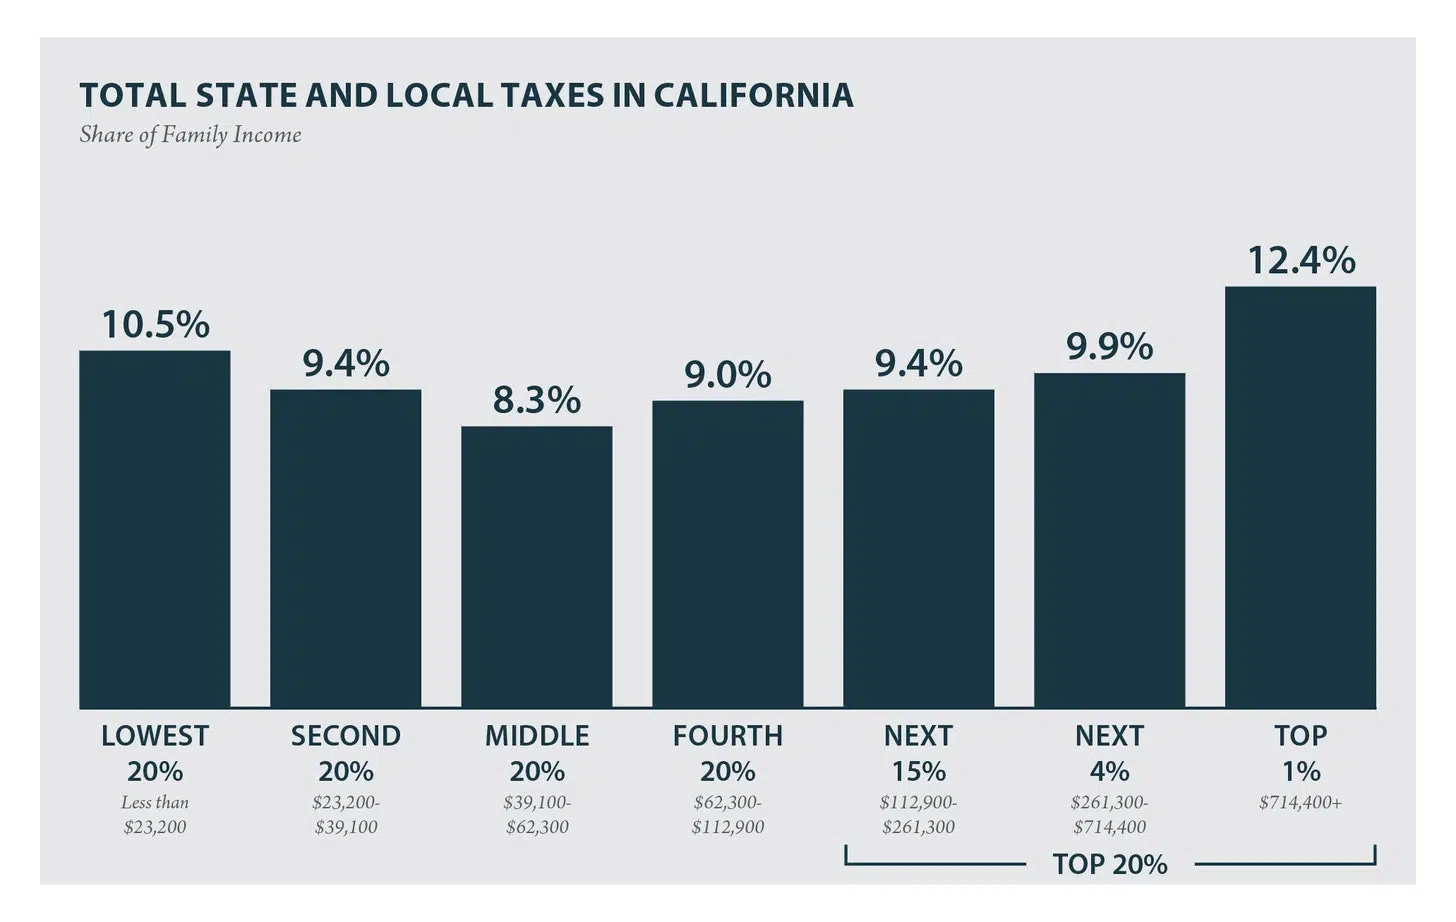 TOTAL STATE AND LOCAL TAXES IN CALIFORNIA
Share of Family Income
10.5%
9.4%
8.3%
9.0%
9.4%
9.9%
12.4%
LOWEST
20%
Less than
$23,200
SECOND
20%
$23,200-
$39,100
MIDDLE
20%
$39,100-
$62,300
FOURTH
20%
$62,300-
$112,900
NEXT
15%
$112,900-
$261,300
NEXT
4%
$261,300-
$714,400
TOP
1%
$714,400+
TOP 20%